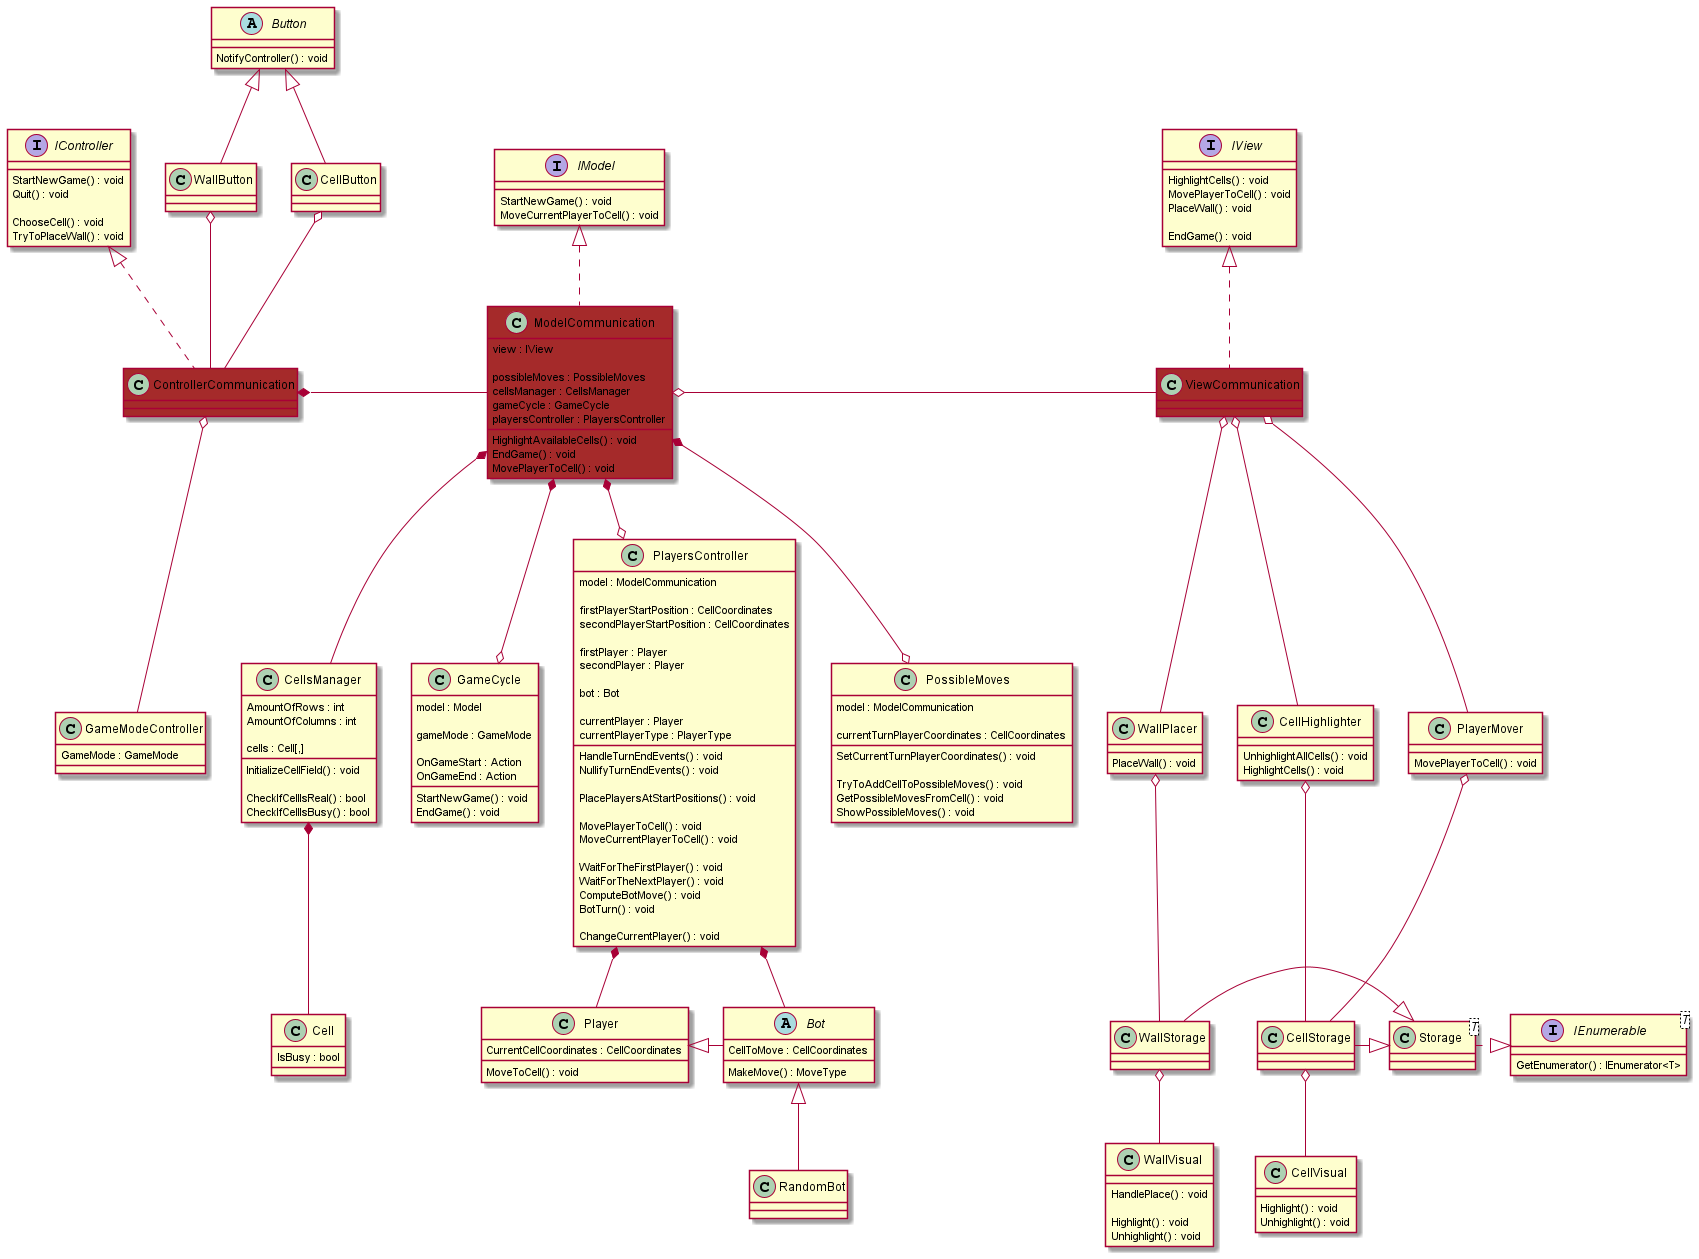 A Button
NotifyController() : void
I IController
StartNewGame() : void
Quit() : void
ChooseCell() : void
TryToPlaceWall() : void
C WallButton
C CellButton
I IModel
StartNewGame() : void
MoveCurrentPlayerToCell() : void
I IView
HighlightCells() : void
MovePlayerToCell() : void
PlaceWall() : void
EndGame() : void
C ControllerCommunication
C ModelCommunication
view : IView
possibleMoves : PossibleMoves
cellsManager : CellsManager
gameCycle : GameCycle
playersController : PlayersController
HighlightAvailableCells() : void
EndGame() : void
MovePlayerToCell() : void
C ViewCommunication
C GameModeController
GameMode : GameMode
C CellsManager
AmountOfRows : int
AmountOfColumns : int
cells : Cell[,]
InitializeCellField() : void
CheckIfCellIsReal() : bool
CheckIfCellIsBusy() : bool
C GameCycle
model : Model
gameMode : GameMode
OnGameStart : Action
OnGameEnd : Action
StartNewGame() : void
EndGame() : void
C PlayersController
model : ModelCommunication
firstPlayerStartPosition : CellCoordinates
secondPlayerStartPosition : CellCoordinates
firstPlayer : Player
secondPlayer : Player
bot : Bot
currentPlayer : Player
currentPlayerType : PlayerType
HandleTurnEndEvents() : void
NullifyTurnEndEvents() : void
PlacePlayersAtStartPositions() : void
MovePlayerToCell() : void
MoveCurrentPlayerToCell() : void
WaitForTheFirstPlayer() : void
WaitForTheNextPlayer() : void
ComputeBotMove() : void
BotTurn() : void
ChangeCurrentPlayer() : void
C PossibleMoves
model : ModelCommunication
currentTurnPlayerCoordinates : CellCoordinates
SetCurrentTurnPlayerCoordinates() : void
TryToAddCellToPossibleMoves() : void
GetPossibleMovesFromCell() : void
ShowPossibleMoves() : void
C WallPlacer
PlaceWall() : void
C CellHighlighter
UnhighlightAllCells() : void
HighlightCells() : void
C PlayerMover
MovePlayerToCell() : void
C Cell
IsBusy : bool
C Player
CurrentCellCoordinates : CellCoordinates
MoveToCell() : void
A Bot
CellToMove : CellCoordinates
MakeMove() : MoveType
C RandomBot
C WallStorage
C CellStorage
C Storage T
I IEnumerable T
GetEnumerator() : IEnumerator<T>
C WallVisual
HandlePlace() : void
Highlight() : void
Unhighlight() : void
C CellVisual
Highlight() : void
Unhighlight() : void